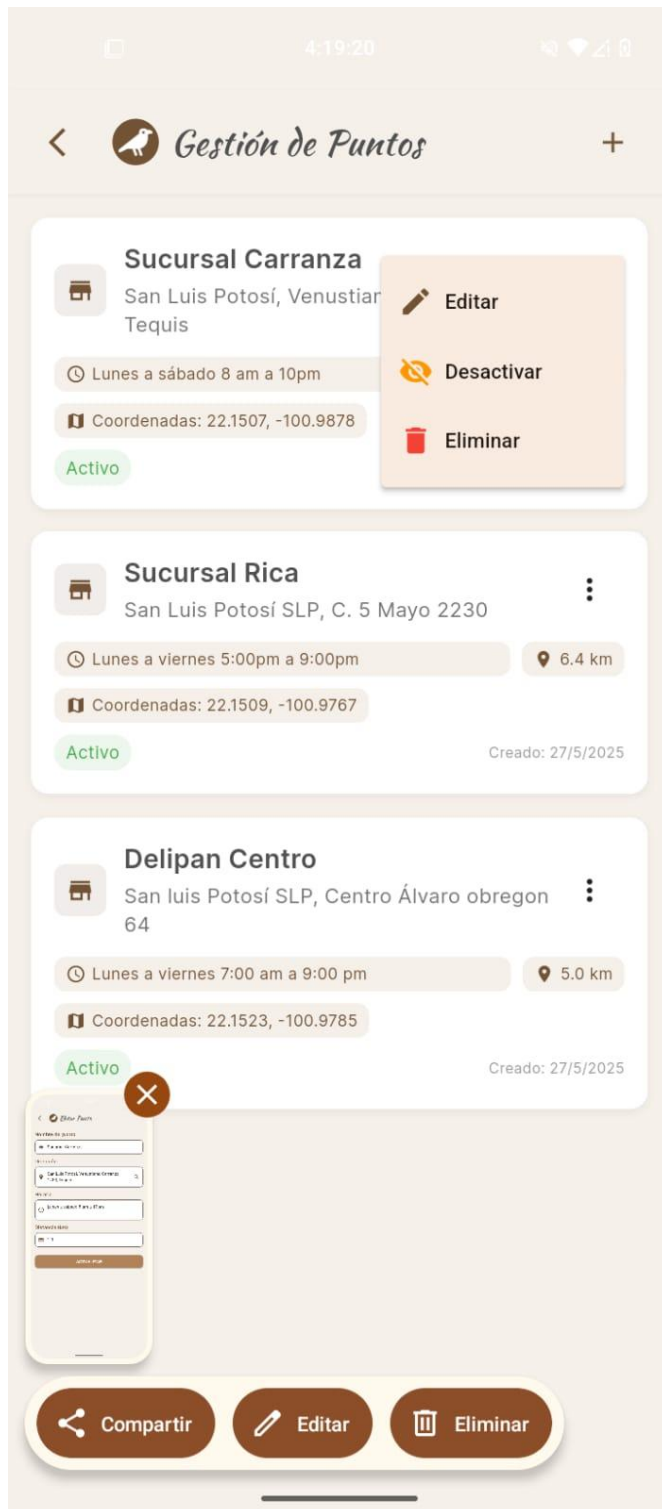 4:19:20
Gestión de Puntos
Sucursal Carranza
San Luis Potosí, Venustian
Tequis
Lunes a sábado 8 am a 10pm
Coordenadas: 22.1507, -100.9878
Activo
Editar
Desactivar
Eliminar
Sucursal Rica
San Luis Potosí SLP, C. 5 Mayo 2230
Lunes a viernes 5:00pm a 9:00pm
6.4 km
Coordenadas: 22.1509, -100.9767
Activo
Creado: 27/5/2025
Delipan Centro
San luis Potosí SLP, Centro Álvaro obregon
64
Lunes a viernes 7:00 am a 9:00 pm
5.0 km
Coordenadas: 22.1523, -100.9785
Activo
Creado: 27/5/2025
Compartir
Editar
Eliminar